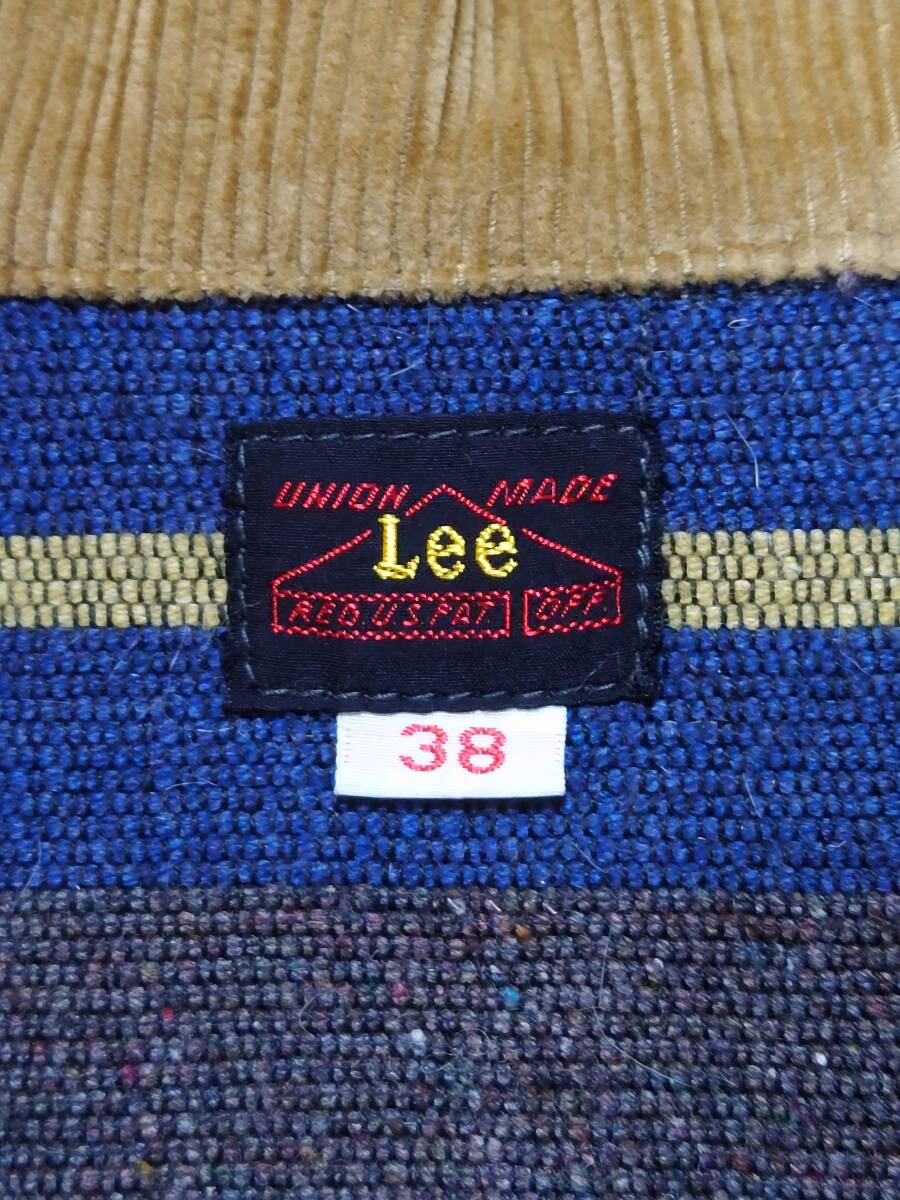 UNION MADE
Lee
REG.U.S.PAT. OFF.
38